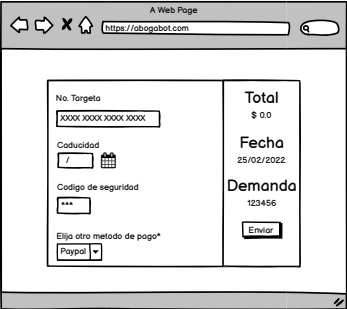 A Web Page
https://abogabot.com
No. Targeta
XXXX XXXX XXXX XXXX
Caducidad
/
Codigo de seguridad
***
Elija otro metodo de pago*
Paypal
Total
$ 0.0
Fecha
25/02/2022
Demanda
123456
Enviar